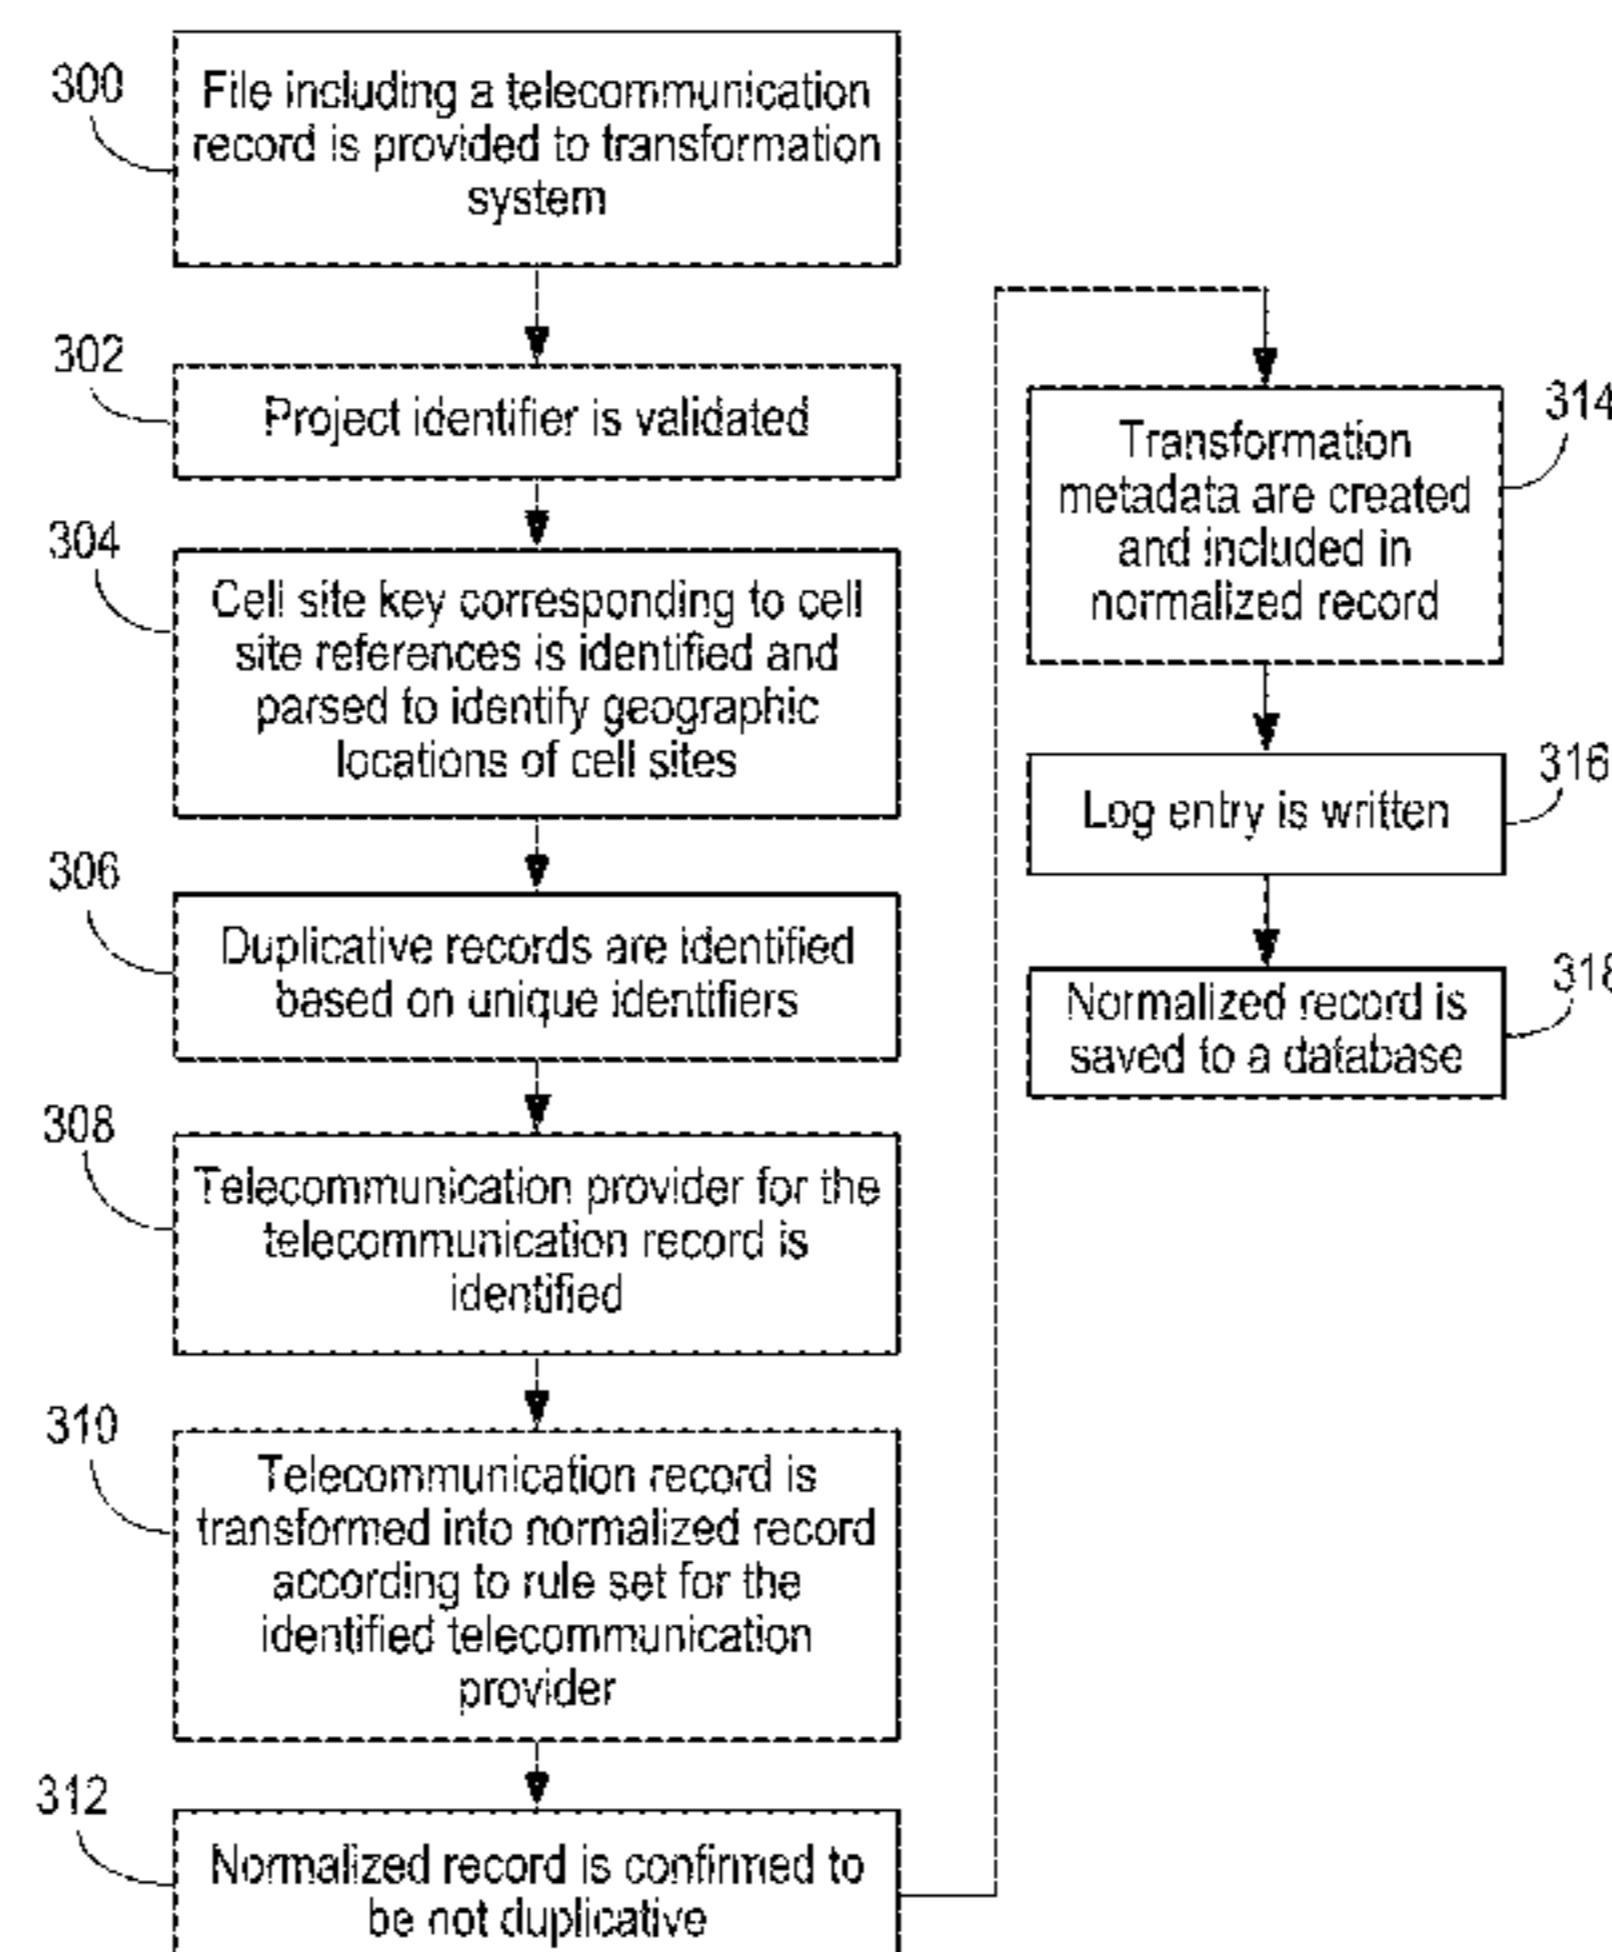 300
File including a telecommunication
record is provided to transformation
system
302
Project identifier is validated
304
Cell site key corresponding to cell
site references is identified and
parsed to identify geographic
locations of cell sites
306
Duplicative records are identified
based on unique identifiers
308
Telecommunication provider for the
telecommunication record is
identified
310
Telecommunication record is
transformed into normalized record
according to rule set for the
identified telecommunication
provider
312
Normalized record is confirmed to
be not duplicative
314
Transformation
metadata are created
and included in
normalized record
316
Log entry is written
318
Normalized record is
saved to a database